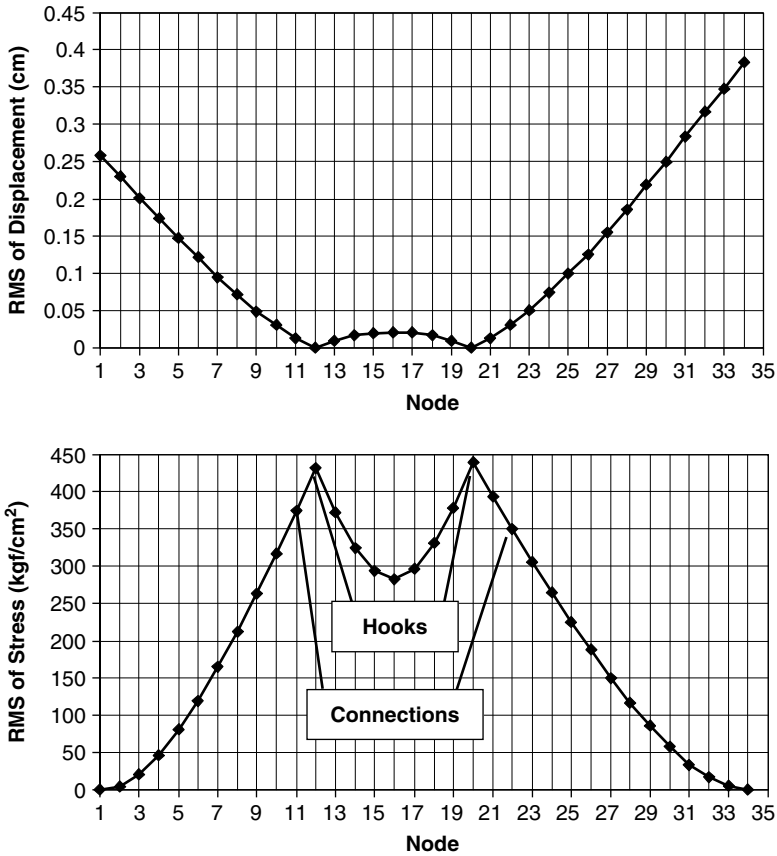 RMS of Displacement (cm)
0.45
0.4
0.35
0.3
0.25
0.2
0.15
0.1
0.05
0
1 3 5 7 9 11 13 15 17 19 21 23 25 27 29 31 33 35
Node
RMS of Stress (kgf/cm²)
450
400
350
300
250
200
150
100
50
0
Hooks
Connections
1 3 5 7 9 11 13 15 17 19 21 23 25 27 29 31 33 35
Node